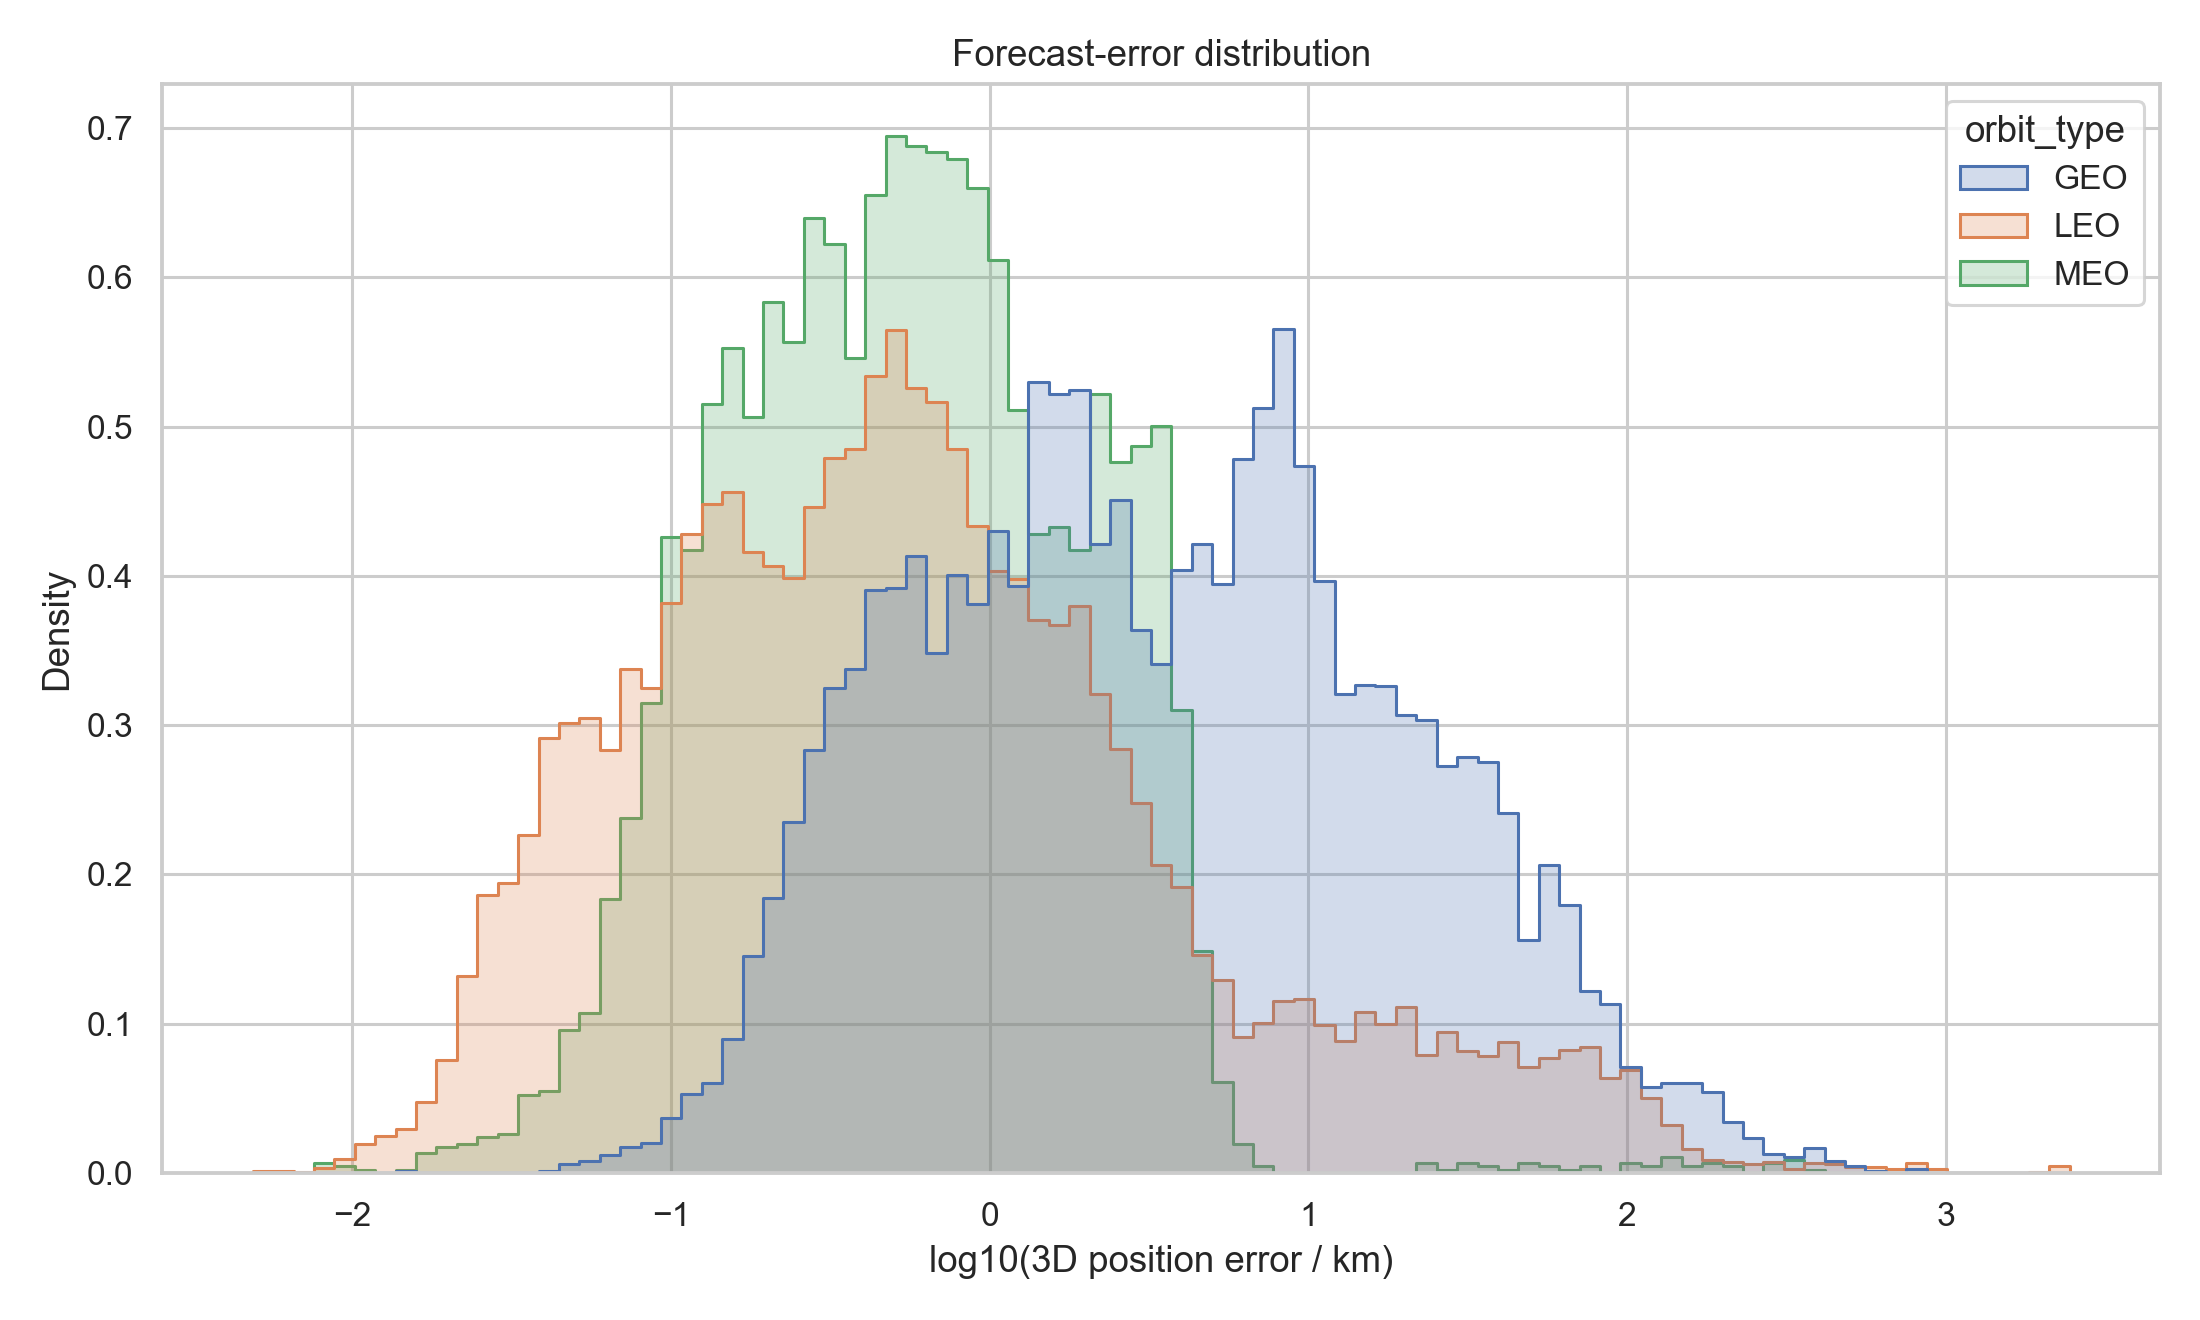 Forecast-error distribution
orbit_type
GEO
LEO
MEO
0.7
0.6
0.5
0.4
0.3
0.2
0.1
0.0
Density
−2 −1 0 1 2 3
log10(3D position error / km)